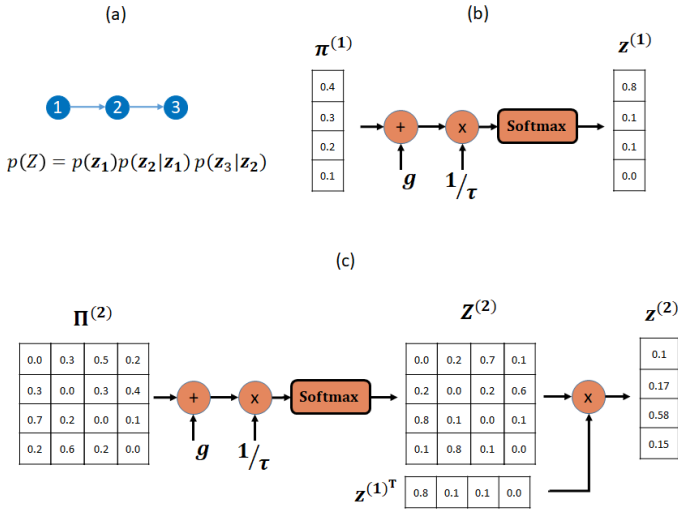 (a)
1 2 3
p(Z) = p(z₁)p(z₂|z₁) p(z₃|z₂)
(b)
π⁽¹⁾
0.4
0.3
0.2
0.1
+ x Softmax
g 1/τ
z⁽¹⁾
0.8
0.1
0.1
0.0
(c)
Π⁽²⁾
0.0 0.3 0.5 0.2
0.3 0.0 0.3 0.4
0.7 0.2 0.0 0.1
0.2 0.6 0.2 0.0
+ x Softmax
g 1/τ
Z⁽²⁾
0.0 0.2 0.7 0.1
0.2 0.0 0.2 0.6
0.8 0.1 0.0 0.1
0.1 0.8 0.1 0.0
z⁽¹⁾ᵀ 0.8 0.1 0.1 0.0
x
z⁽²⁾
0.1
0.17
0.58
0.15